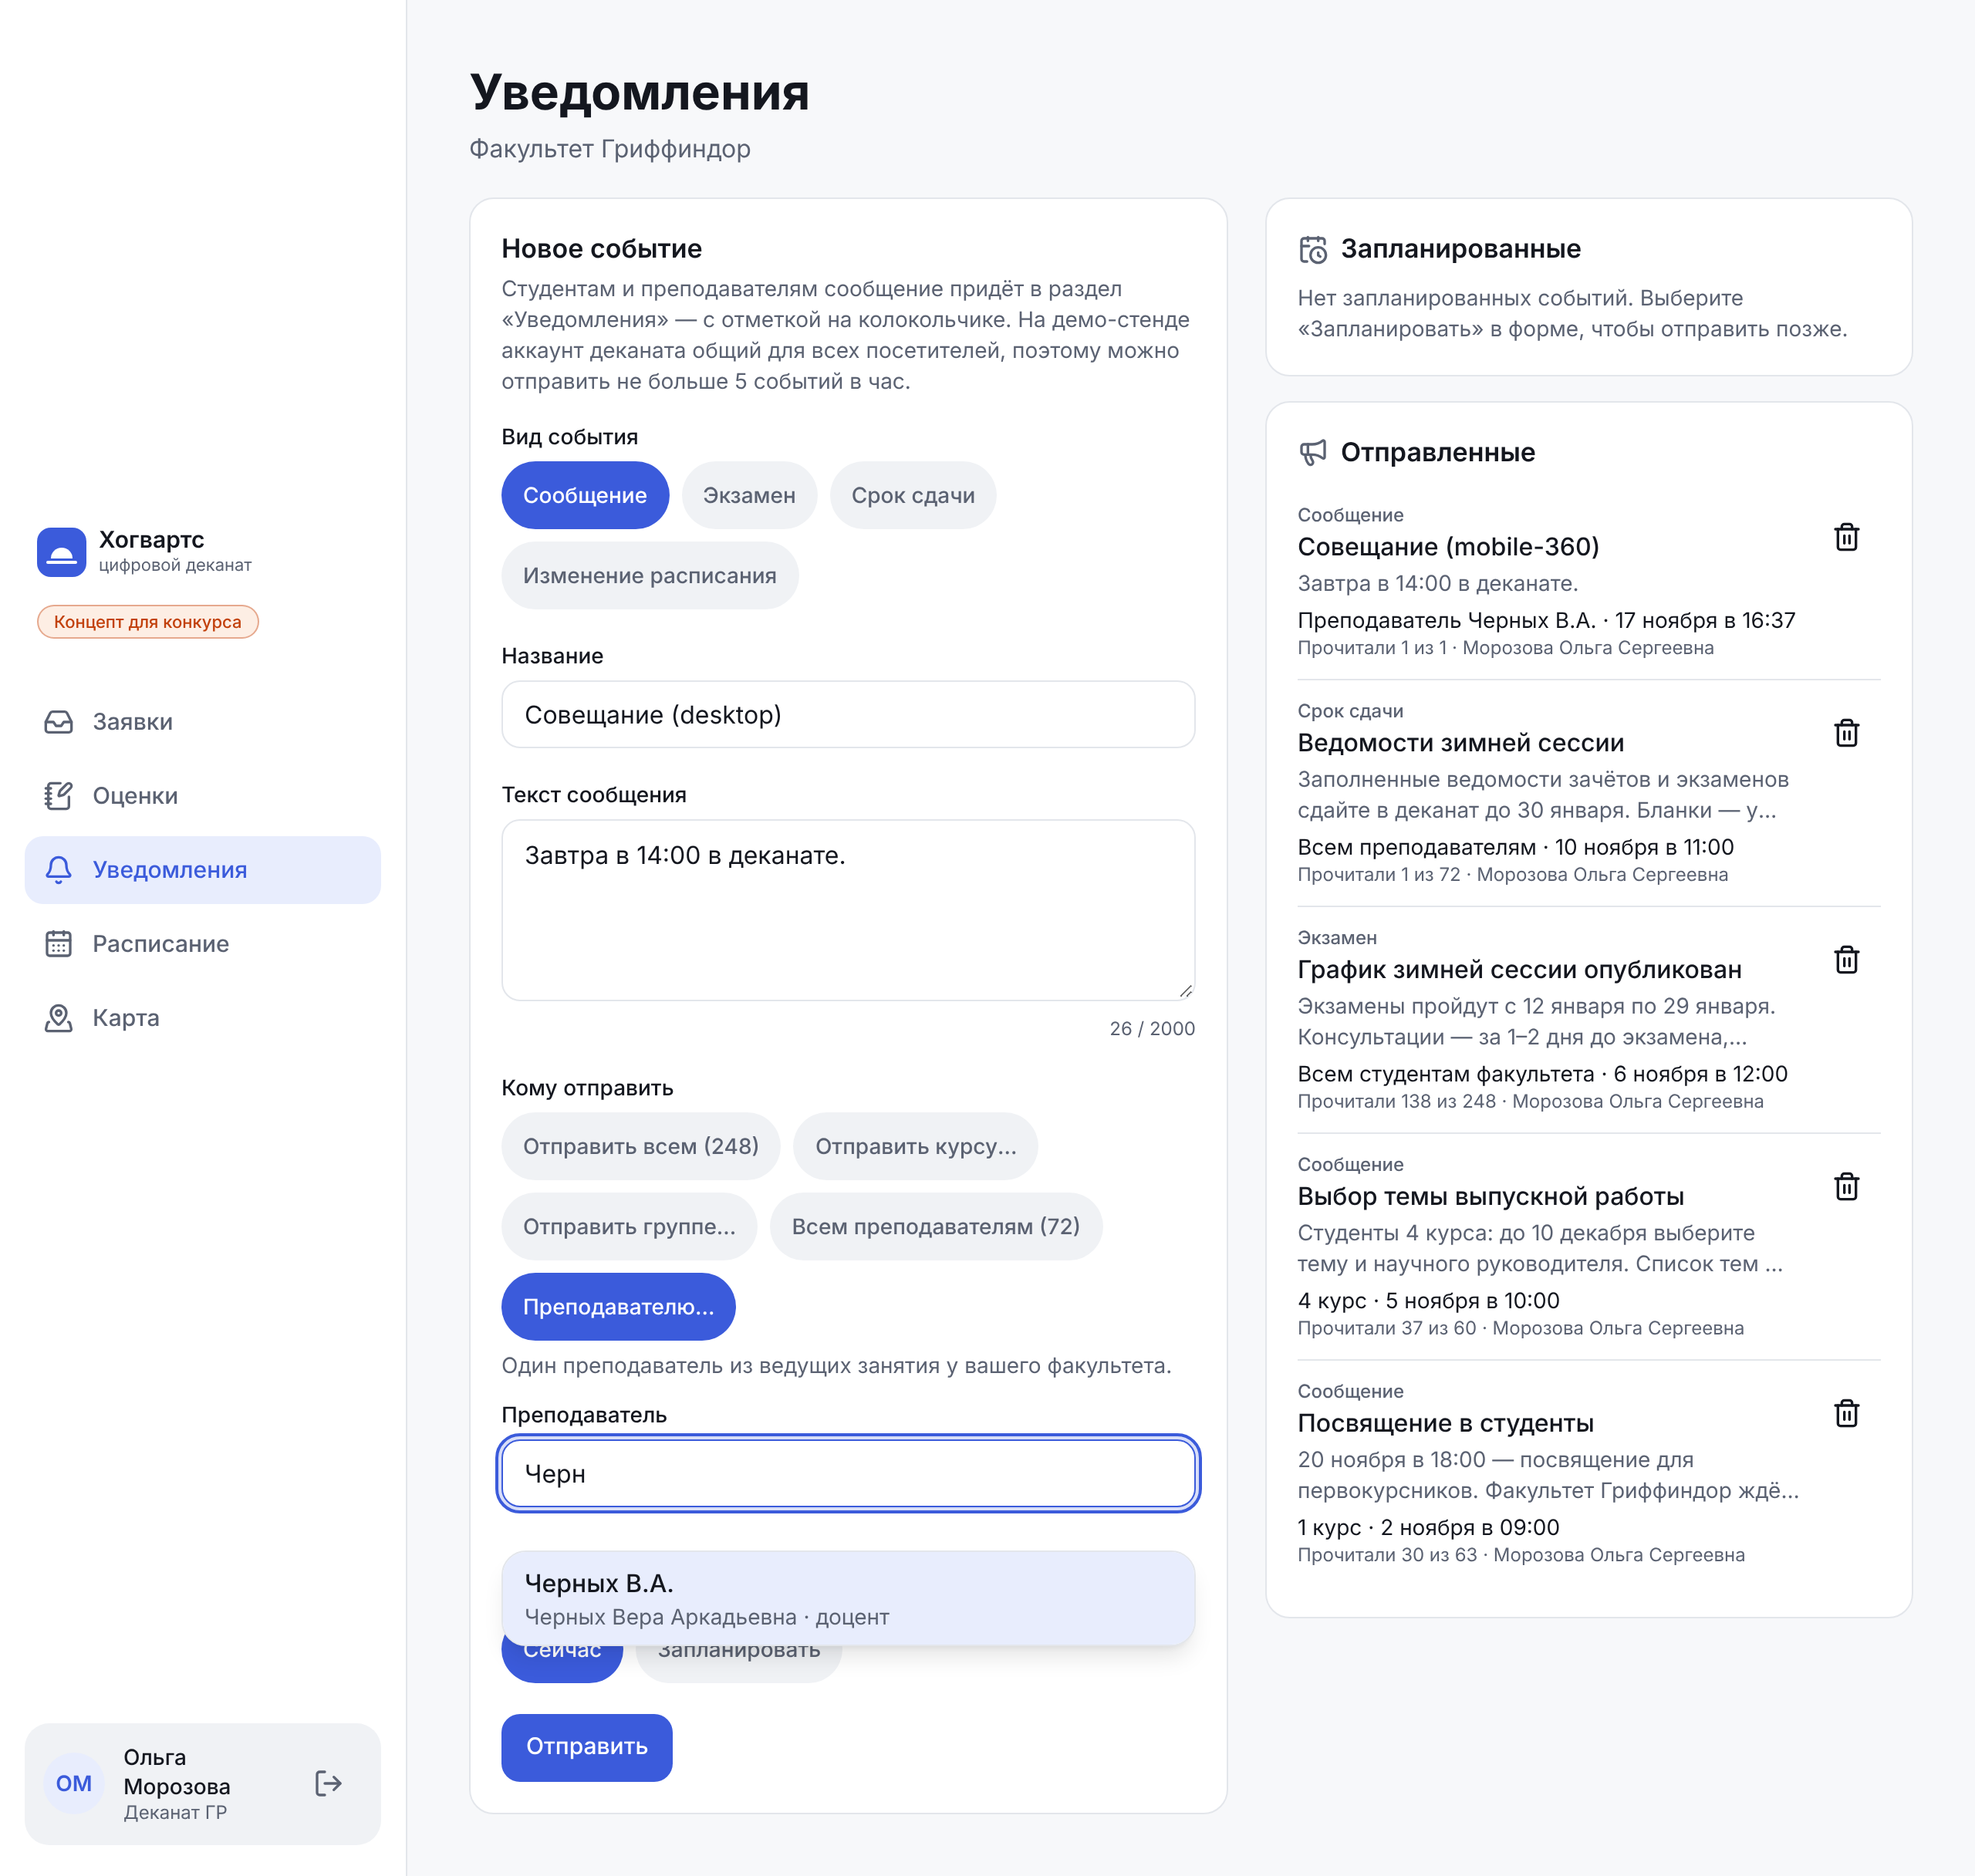 Хогвартс
цифровой деканат
Концепт для конкурса
Заявки
Оценки
Уведомления
Расписание
Карта
ОМ
Ольга
Морозова
Деканат ГР
Уведомления
Факультет Гриффиндор
Новое событие
Студентам и преподавателям сообщение придёт в раздел
«Уведомления» — с отметкой на колокольчике. На демо-стенде
аккаунт деканата общий для всех посетителей, поэтому можно
отправить не больше 5 событий в час.
Вид события
Сообщение
Экзамен
Срок сдачи
Изменение расписания
Название
Совещание (desktop)
Текст сообщения
Завтра в 14:00 в деканате.
26 / 2000
Кому отправить
Отправить всем (248)
Отправить курсу...
Отправить группе...
Всем преподавателям (72)
Преподавателю...
Один преподаватель из ведущих занятия у вашего факультета.
Преподаватель
Черн
Черных В.А.
Черных Вера Аркадьевна · доцент
Сейчас
Запланировать
Отправить
Запланированные
Нет запланированных событий. Выберите
«Запланировать» в форме, чтобы отправить позже.
Отправленные
Сообщение
Совещание (mobile-360)
Завтра в 14:00 в деканате.
Преподаватель Черных В.А. · 17 ноября в 16:37
Прочитали 1 из 1 · Морозова Ольга Сергеевна
Срок сдачи
Ведомости зимней сессии
Заполненные ведомости зачётов и экзаменов
сдайте в деканат до 30 января. Бланки — у...
Всем преподавателям · 10 ноября в 11:00
Прочитали 1 из 72 · Морозова Ольга Сергеевна
Экзамен
График зимней сессии опубликован
Экзамены пройдут с 12 января по 29 января.
Консультации — за 1–2 дня до экзамена,...
Всем студентам факультета · 6 ноября в 12:00
Прочитали 138 из 248 · Морозова Ольга Сергеевна
Сообщение
Выбор темы выпускной работы
Студенты 4 курса: до 10 декабря выберите
тему и научного руководителя. Список тем ...
4 курс · 5 ноября в 10:00
Прочитали 37 из 60 · Морозова Ольга Сергеевна
Сообщение
Посвящение в студенты
20 ноября в 18:00 — посвящение для
первокурсников. Факультет Гриффиндор ждё...
1 курс · 2 ноября в 09:00
Прочитали 30 из 63 · Морозова Ольга Сергеевна